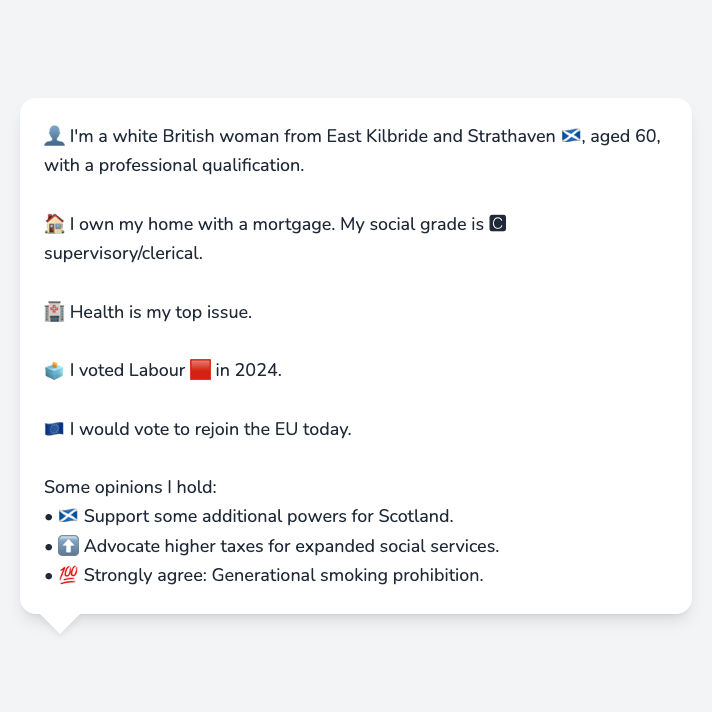 👤 I'm a white British woman from East Kilbride and Strathaven 🏴󠁧󠁢󠁳󠁣󠁴󠁿, aged 60,
with a professional qualification.
🏠 I own my home with a mortgage. My social grade is 🅲
supervisory/clerical.
🏥 Health is my top issue.
🗳️ I voted Labour 🟥 in 2024.
🇪🇺 I would vote to rejoin the EU today.
Some opinions I hold:
• 🏴󠁧󠁢󠁳󠁣󠁴󠁿 Support some additional powers for Scotland.
• ⬆️ Advocate higher taxes for expanded social services.
• 💯 Strongly agree: Generational smoking prohibition.